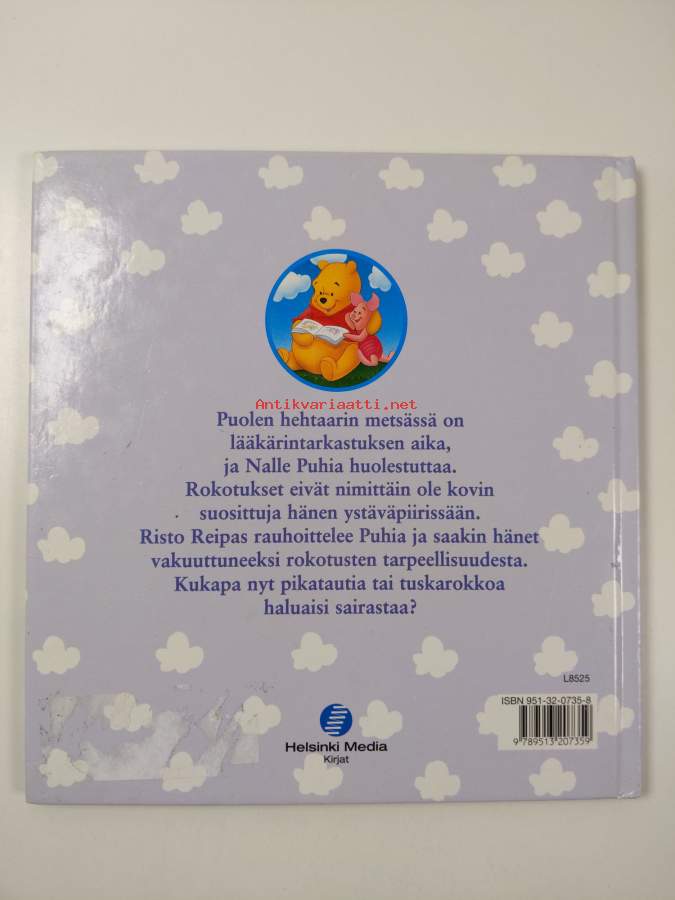 Antikvariaatti.net
Puolen hehtaarin metsässä on
lääkärintarkastuksen aika,
ja Nalle Puhia huolestuttaa.
Rokotukset eivät nimittäin ole kovin
suosittuja hänen ystäväpiirissään.
Risto Reipas rauhoittelee Puhia ja saakin hänet
vakuuttuneeksi rokotusten tarpeellisuudesta.
Kukapa nyt pikatautia tai tuskarokkoa
haluaisi sairastaa?
L8525
ISBN 951-32-0735-8
9 789513 207359
Helsinki Media
Kirjat